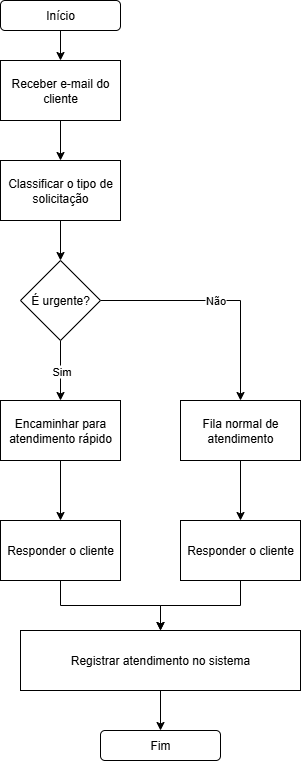 Início
Receber e-mail do
cliente
Classificar o tipo de
solicitação
É urgente?
Não
Sim
Encaminhar para
atendimento rápido
Fila normal de
atendimento
Responder o cliente
Responder o cliente
Registrar atendimento no sistema
Fim